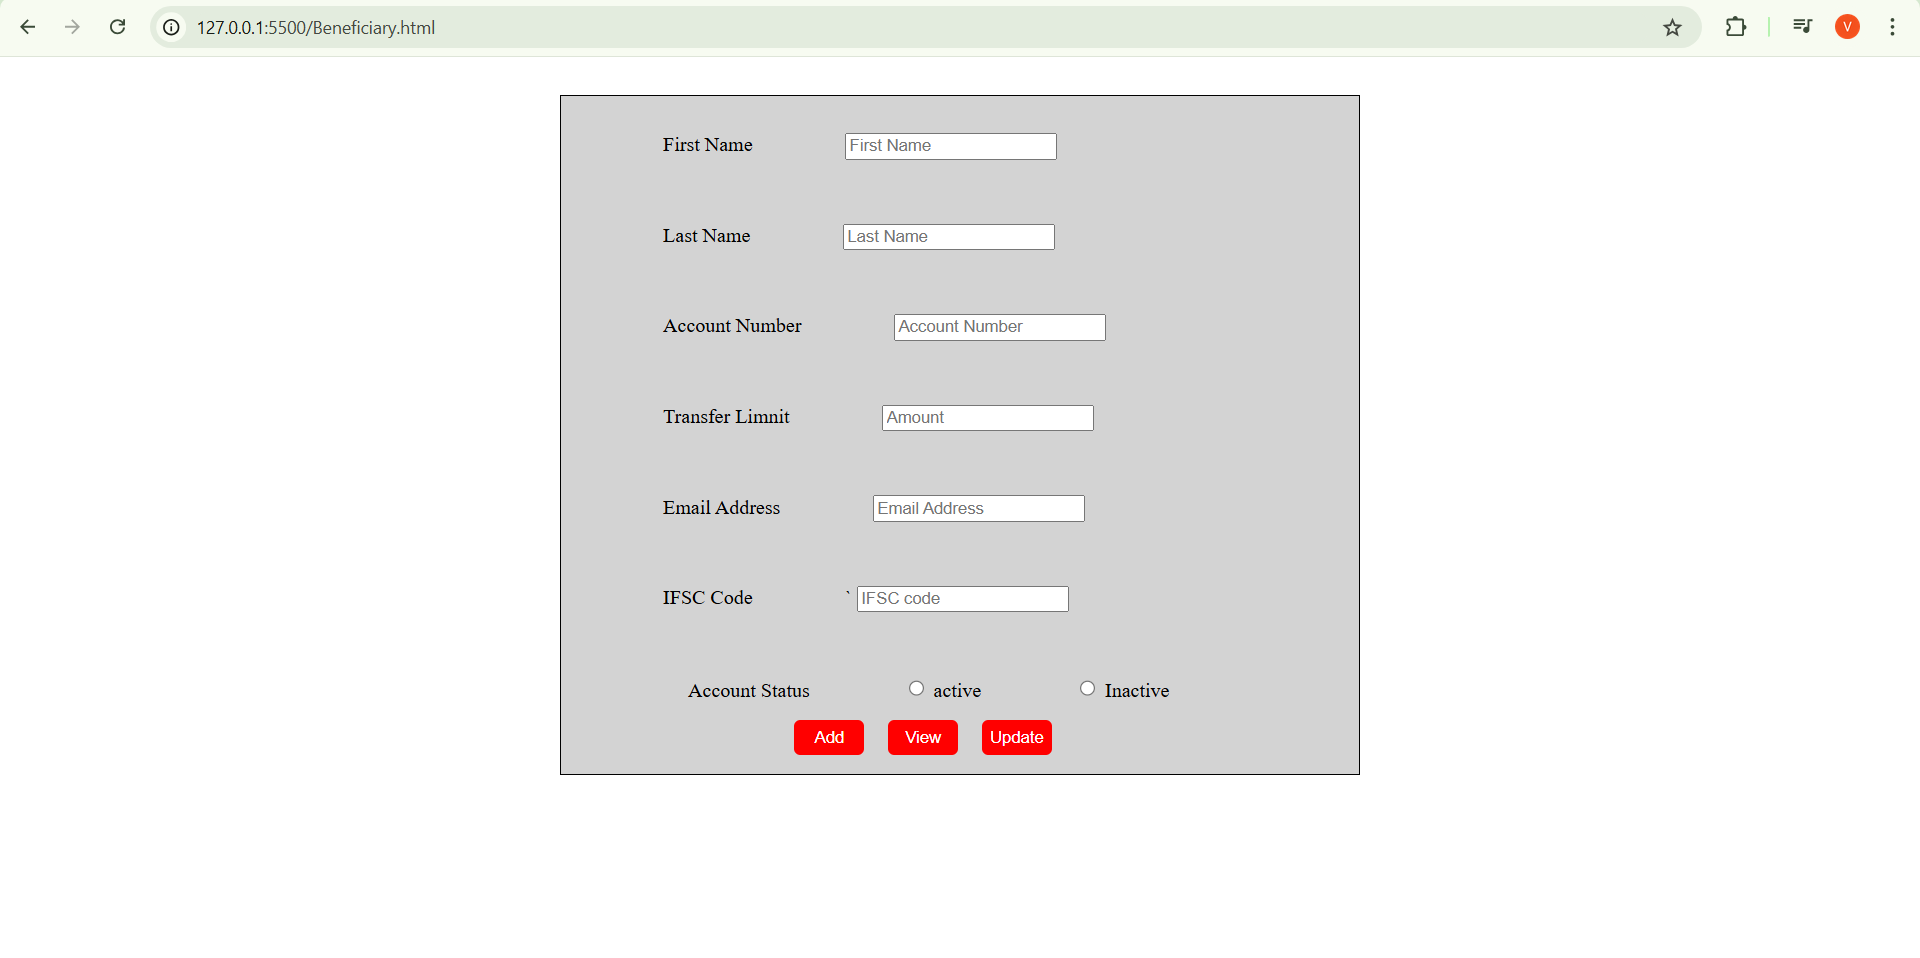 127.0.0.1:5500/Beneficiary.html
V
First Name First Name
Last Name Last Name
Account Number Account Number
Transfer Limnit Amount
Email Address Email Address
IFSC Code ` IFSC code
Account Status active Inactive
Add View Update